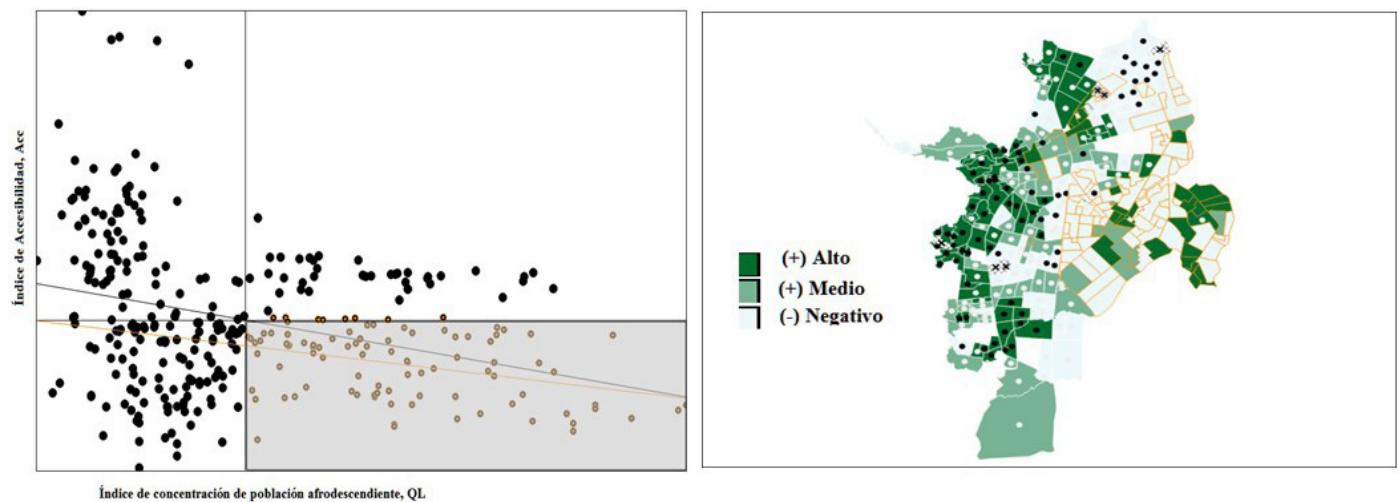 Índice de Accesibilidad, Acc
Índice de concentración de población afrodescendiente, QL
(+) Alto
(+) Medio
(-) Negativo